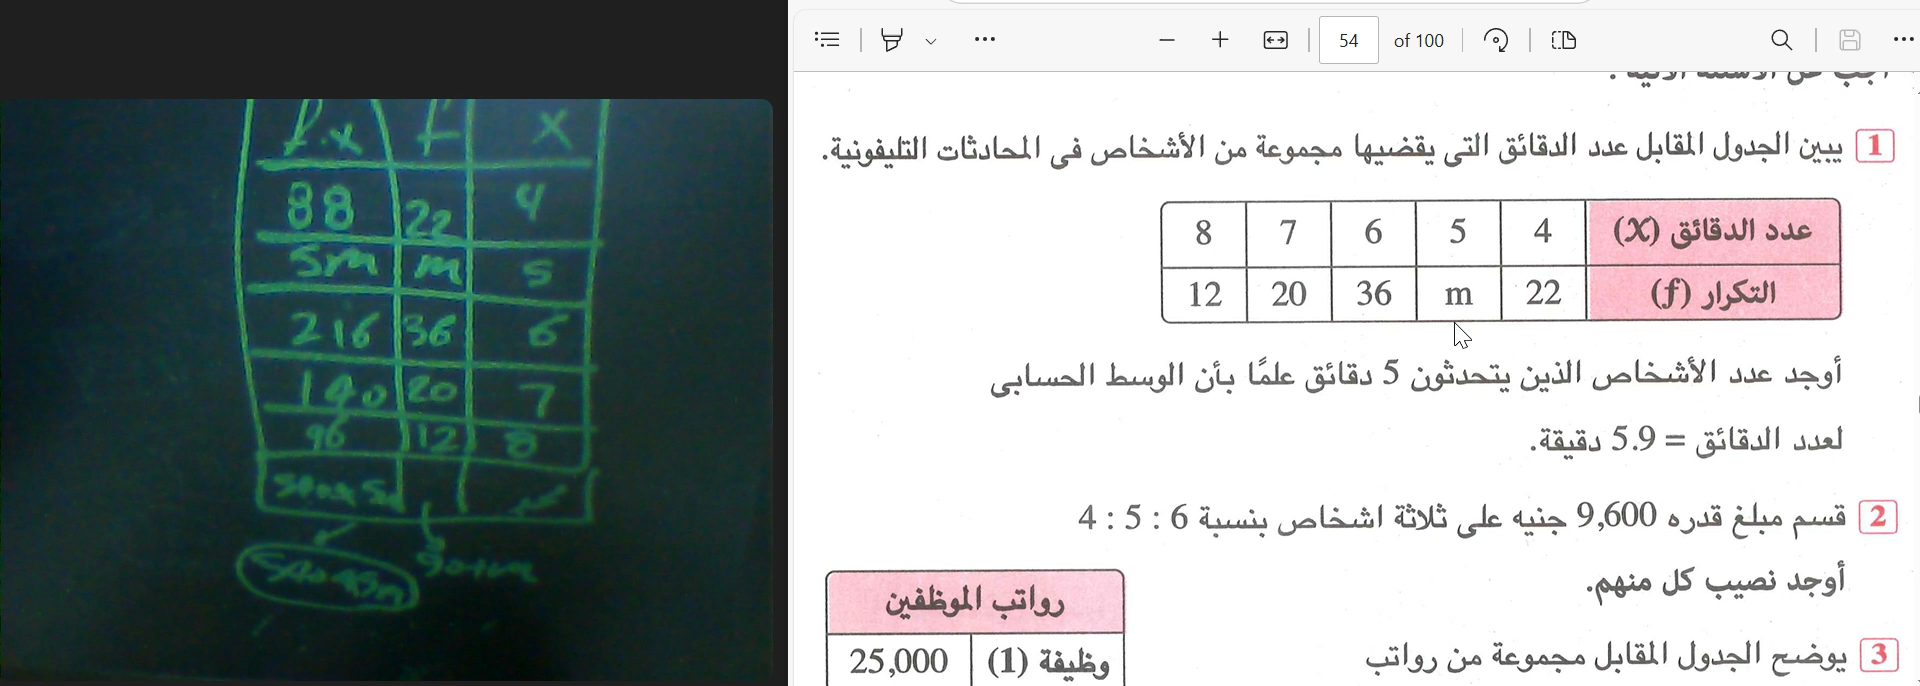 54 of 100
1 يبين الجدول المقابل عدد الدقائق التى يقضيها مجموعة من الأشخاص فى المحادثات التليفونية.
عدد الدقائق (X) 4 5 6 7 8
التكرار (f) 22 m 36 20 12
أوجد عدد الأشخاص الذين يتحدثون 5 دقائق علمًا بأن الوسط الحسابى
لعدد الدقائق = 5.9 دقيقة.
2 قسم مبلغ قدره 9,600 جنيه على ثلاثة اشخاص بنسبة 6 : 5 : 4
أوجد نصيب كل منهم.
رواتب الموظفين
وظيفة (1) 25,000
3 يوضح الجدول المقابل مجموعة من رواتب
f.x f x
88 22 4
5m m 5
216 36 6
140 20 7
96 12 8